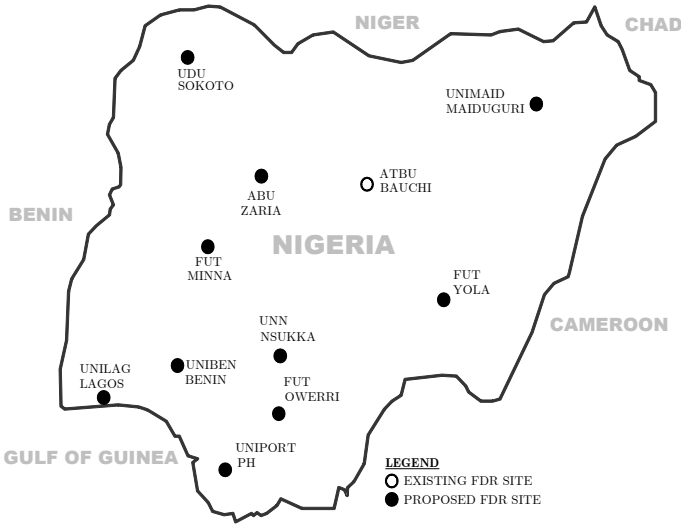 NIGER
CHAD
UDU
SOKOTO
UNIMAID
MAIDUGURI
ATBU
BAUCHI
ABU
ZARIA
BENIN
NIGERIA
FUT
MINNA
FUT
YOLA
CAMEROON
UNN
NSUKKA
UNILAG
LAGOS
UNIBEN
BENIN
FUT
OWERRI
GULF OF GUINEA
UNIPORT
PH
LEGEND
EXISTING FDR SITE
PROPOSED FDR SITE